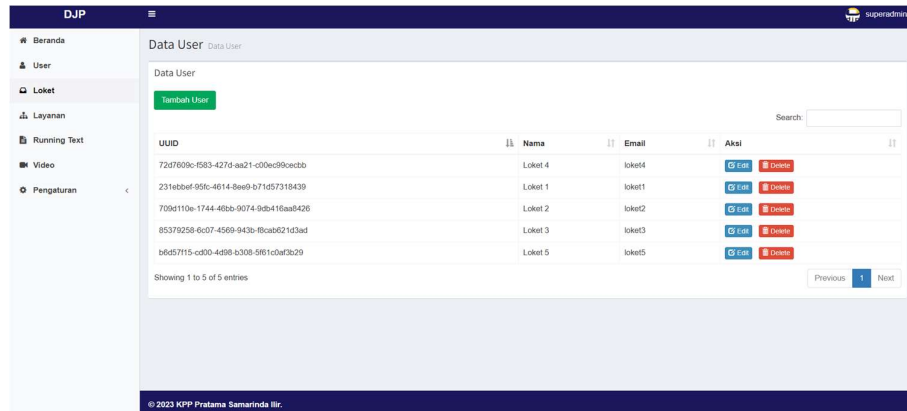 DJP
superadmin
Beranda
User
Loket
Layanan
Running Text
Video
Pengaturan
Data User Data User
Data User
Tambah User
Search:
UUID Nama Email Aksi
72d7609c-f583-427d-aa21-c00ec99cecbb Loket 4 loket4 Edit Delete
231ebbef-95fc-4614-8ee9-b71d57318439 Loket 1 loket1 Edit Delete
709d110e-1744-46bb-9074-9db416aa8426 Loket 2 loket2 Edit Delete
85379258-6c07-4569-943b-f8cab621d3ad Loket 3 loket3 Edit Delete
b6d57f15-cd00-4d98-b308-5f61c0af3b29 Loket 5 loket5 Edit Delete
Showing 1 to 5 of 5 entries
Previous 1 Next
© 2023 KPP Pratama Samarinda Ilir.